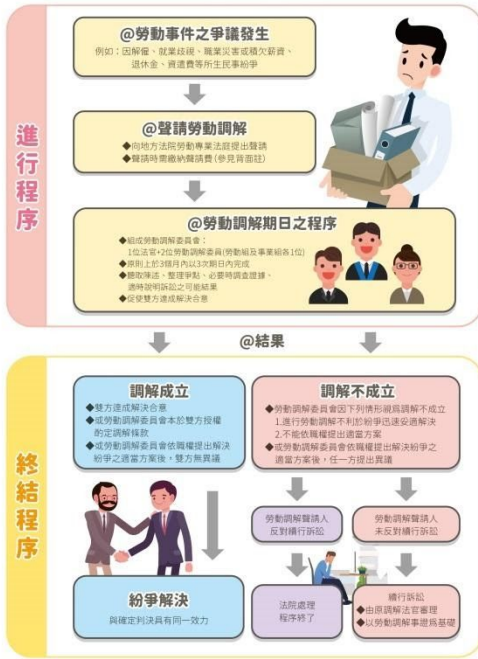 進行程序
@勞動事件之爭議發生
例如：因解僱、就業歧視、職業災害或積欠薪資、
退休金、資遣費等所生民事紛爭
@聲請勞動調解
◆向地方法院勞動專業法庭提出聲請
◆聲請時需繳納聲請費(參見背面註)
@勞動調解期日之程序
◆組成勞動調解委員會：
1位法官+2位勞動調解委員(勞動組及事業組各1位)
◆原則上於3個月內以3次期日內完成
◆聽取陳述、整理爭點、必要時調查證據、
適時說明訴訟之可能結果
◆促使雙方達成解決合意
@結果
終結程序
調解成立
◆雙方達成解決合意
◆或勞動調解委員會本於雙方授權
酌定調解條款
◆或勞動調解委員會依職權提出解決
紛爭之適當方案後，雙方無異議
紛爭解決
與確定判決具有同一效力
調解不成立
◆勞動調解委員會因下列情形視為調解不成立
1.進行勞動調解不利於紛爭迅速妥適解決
2.不能依職權提出適當方案
◆或勞動調解委員會依職權提出解決紛爭之
適當方案後，任一方提出異議
勞動調解聲請人
反對續行訴訟
法院處理
程序終了
勞動調解聲請人
未反對續行訴訟
續行訴訟
◆由原調解法官審理
◆以勞動調解事證為基礎